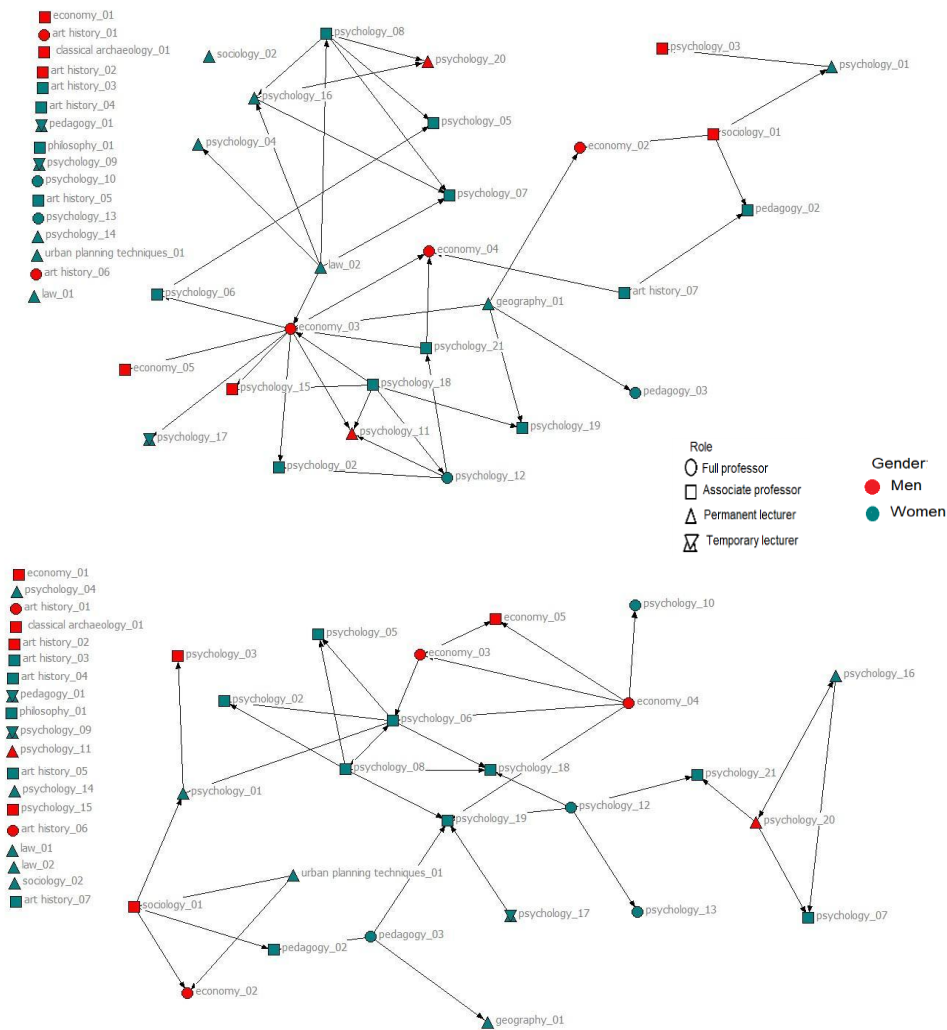 economy_01
art history_01
classical archaeology_01
art history_02
art history_03
art history_04
pedagogy_01
philosophy_01
psychology_09
psychology_10
art history_05
psychology_13
psychology_14
urban planning techniques_01
art history_06
law_01
psychology_08
sociology_02
psychology_20
psychology_16
psychology_05
psychology_04
psychology_07
psychology_03
psychology_01
sociology_01
economy_02
pedagogy_02
economy_04
law_02
psychology_06
geography_01
art history_07
economy_03
psychology_21
economy_05
psychology_15
psychology_18
pedagogy_03
psychology_17
psychology_11
psychology_19
psychology_02
psychology_12
Role
Full professor
Associate professor
Permanent lecturer
Temporary lecturer
Gender:
Men
Women
economy_01
psychology_04
art history_01
classical archaeology_01
art history_02
art history_03
art history_04
pedagogy_01
philosophy_01
psychology_09
psychology_11
art history_05
psychology_14
psychology_15
art history_06
law_01
law_02
sociology_02
art history_07
psychology_10
economy_05
psychology_05
economy_03
psychology_03
psychology_16
psychology_02
economy_04
psychology_06
psychology_08
psychology_18
psychology_21
psychology_01
psychology_12
psychology_19
psychology_20
urban planning techniques_01
sociology_01
psychology_17
psychology_13
psychology_07
pedagogy_02
pedagogy_03
economy_02
geography_01